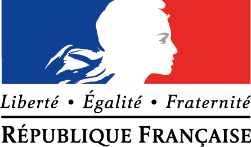 Liberté • Égalité • Fraternité
RÉPUBLIQUE FRANÇAISE